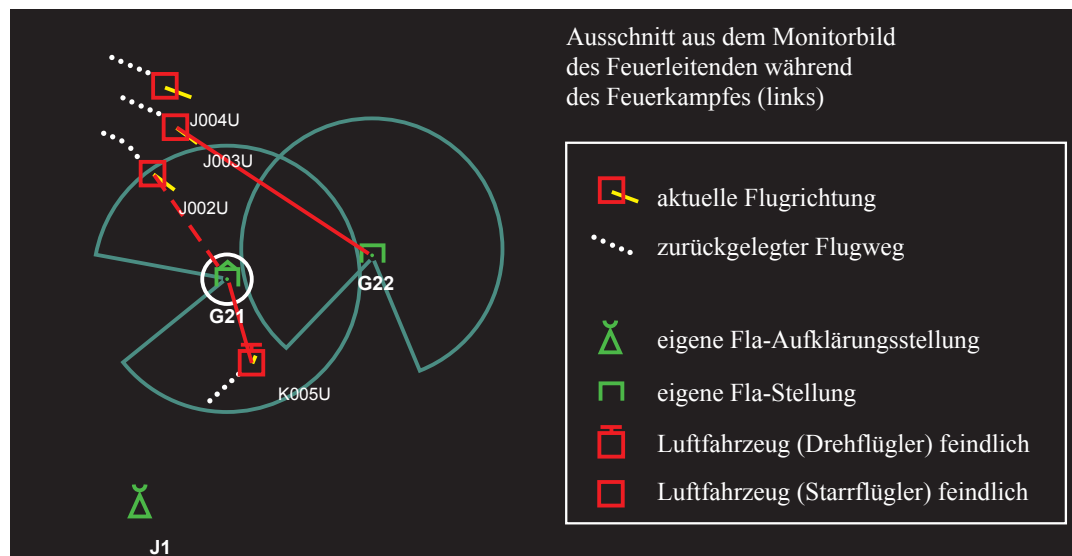 Ausschnitt aus dem Monitorbild
des Feuerleitenden während
des Feuerkampfes (links)
J004U
J003U
J002U
G21
G22
K005U
J1
aktuelle Flugrichtung
zurückgelegter Flugweg
eigene Fla-Aufklärungsstellung
eigene Fla-Stellung
Luftfahrzeug (Drehflügler) feindlich
Luftfahrzeug (Starrflügler) feindlich